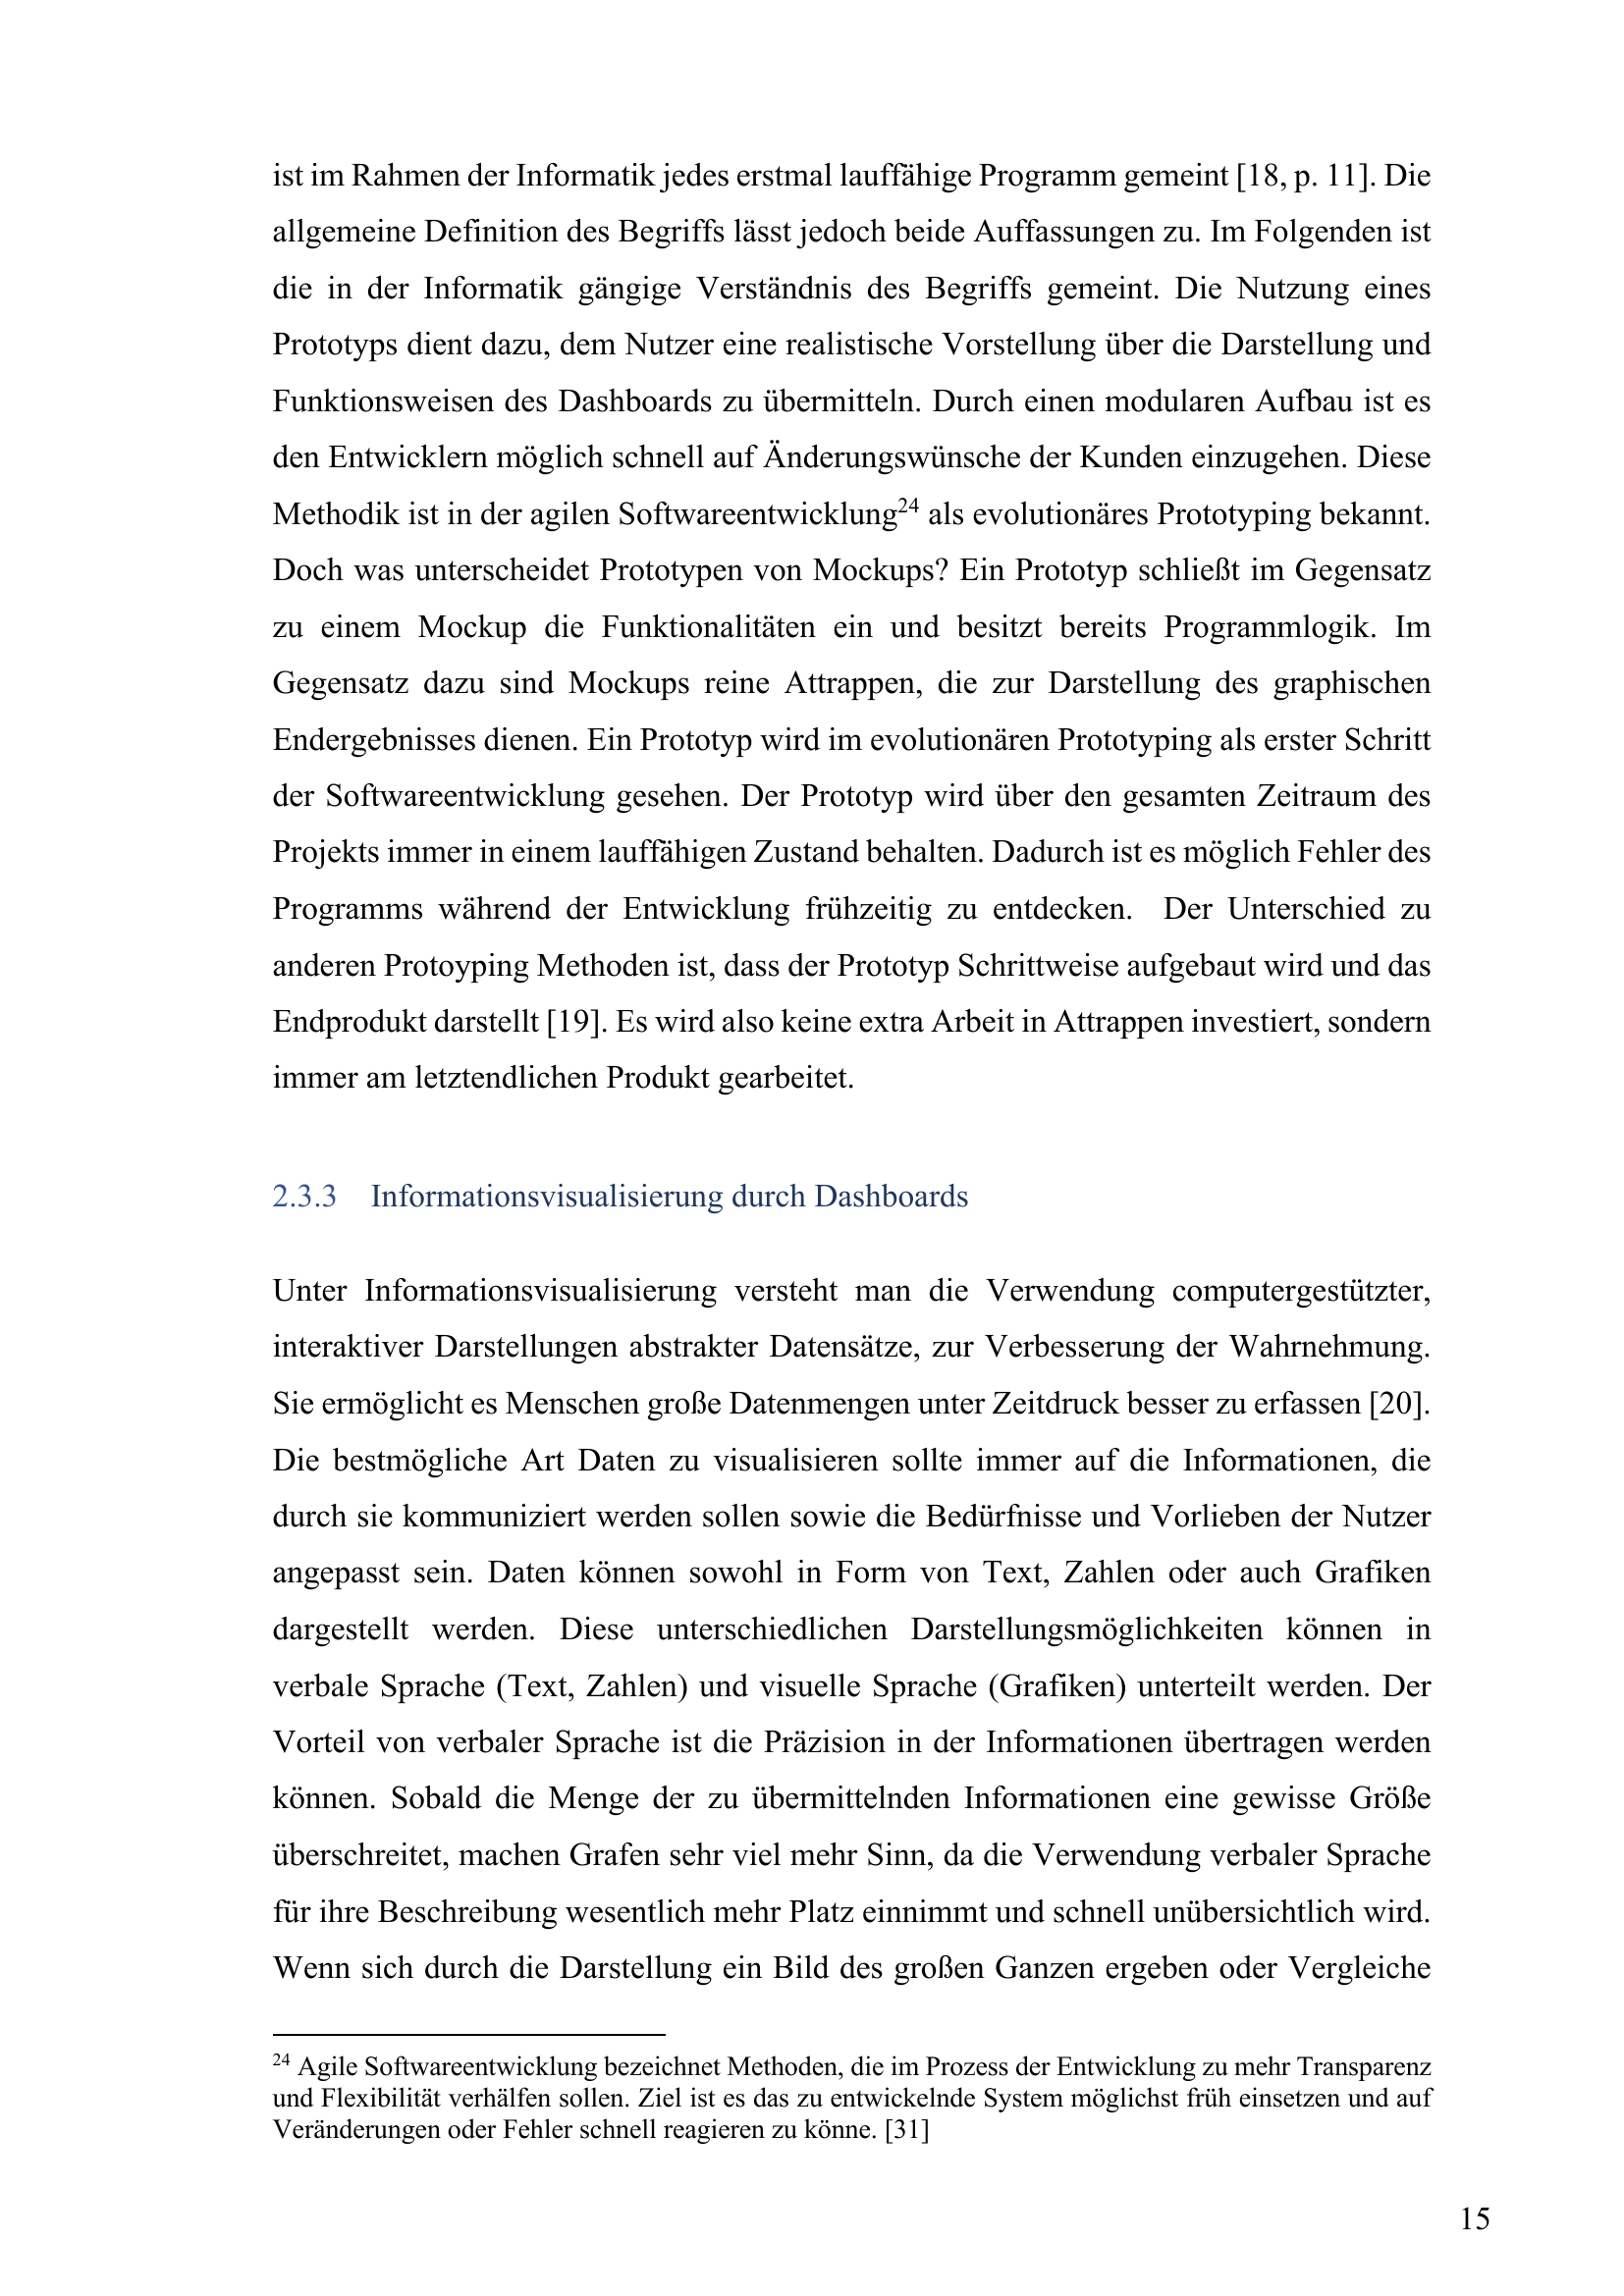 ist im Rahmen der Informatik jedes erstmal lauffähige Programm gemeint [18, p. 11]. Die
allgemeine Definition des Begriffs lässt jedoch beide Auffassungen zu. Im Folgenden ist
die in der Informatik gängige Verständnis des Begriffs gemeint. Die Nutzung eines
Prototyps dient dazu, dem Nutzer eine realistische Vorstellung über die Darstellung und
Funktionsweisen des Dashboards zu übermitteln. Durch einen modularen Aufbau ist es
den Entwicklern möglich schnell auf Änderungswünsche der Kunden einzugehen. Diese
Methodik ist in der agilen Softwareentwicklung24 als evolutionäres Prototyping bekannt.
Doch was unterscheidet Prototypen von Mockups? Ein Prototyp schließt im Gegensatz
zu einem Mockup die Funktionalitäten ein und besitzt bereits Programmlogik. Im
Gegensatz dazu sind Mockups reine Attrappen, die zur Darstellung des graphischen
Endergebnisses dienen. Ein Prototyp wird im evolutionären Prototyping als erster Schritt
der Softwareentwicklung gesehen. Der Prototyp wird über den gesamten Zeitraum des
Projekts immer in einem lauffähigen Zustand behalten. Dadurch ist es möglich Fehler des
Programms während der Entwicklung frühzeitig zu entdecken.  Der Unterschied zu
anderen Protoyping Methoden ist, dass der Prototyp Schrittweise aufgebaut wird und das
Endprodukt darstellt [19]. Es wird also keine extra Arbeit in Attrappen investiert, sondern
immer am letztendlichen Produkt gearbeitet.
2.3.3 Informationsvisualisierung durch Dashboards
Unter Informationsvisualisierung versteht man die Verwendung computergestützter,
interaktiver Darstellungen abstrakter Datensätze, zur Verbesserung der Wahrnehmung.
Sie ermöglicht es Menschen große Datenmengen unter Zeitdruck besser zu erfassen [20].
Die bestmögliche Art Daten zu visualisieren sollte immer auf die Informationen, die
durch sie kommuniziert werden sollen sowie die Bedürfnisse und Vorlieben der Nutzer
angepasst sein. Daten können sowohl in Form von Text, Zahlen oder auch Grafiken
dargestellt werden. Diese unterschiedlichen Darstellungsmöglichkeiten können in
verbale Sprache (Text, Zahlen) und visuelle Sprache (Grafiken) unterteilt werden. Der
Vorteil von verbaler Sprache ist die Präzision in der Informationen übertragen werden
können. Sobald die Menge der zu übermittelnden Informationen eine gewisse Größe
überschreitet, machen Grafen sehr viel mehr Sinn, da die Verwendung verbaler Sprache
für ihre Beschreibung wesentlich mehr Platz einnimmt und schnell unübersichtlich wird.
Wenn sich durch die Darstellung ein Bild des großen Ganzen ergeben oder Vergleiche
24 Agile Softwareentwicklung bezeichnet Methoden, die im Prozess der Entwicklung zu mehr Transparenz
und Flexibilität verhälfen sollen. Ziel ist es das zu entwickelnde System möglichst früh einsetzen und auf
Veränderungen oder Fehler schnell reagieren zu könne. [31]
15